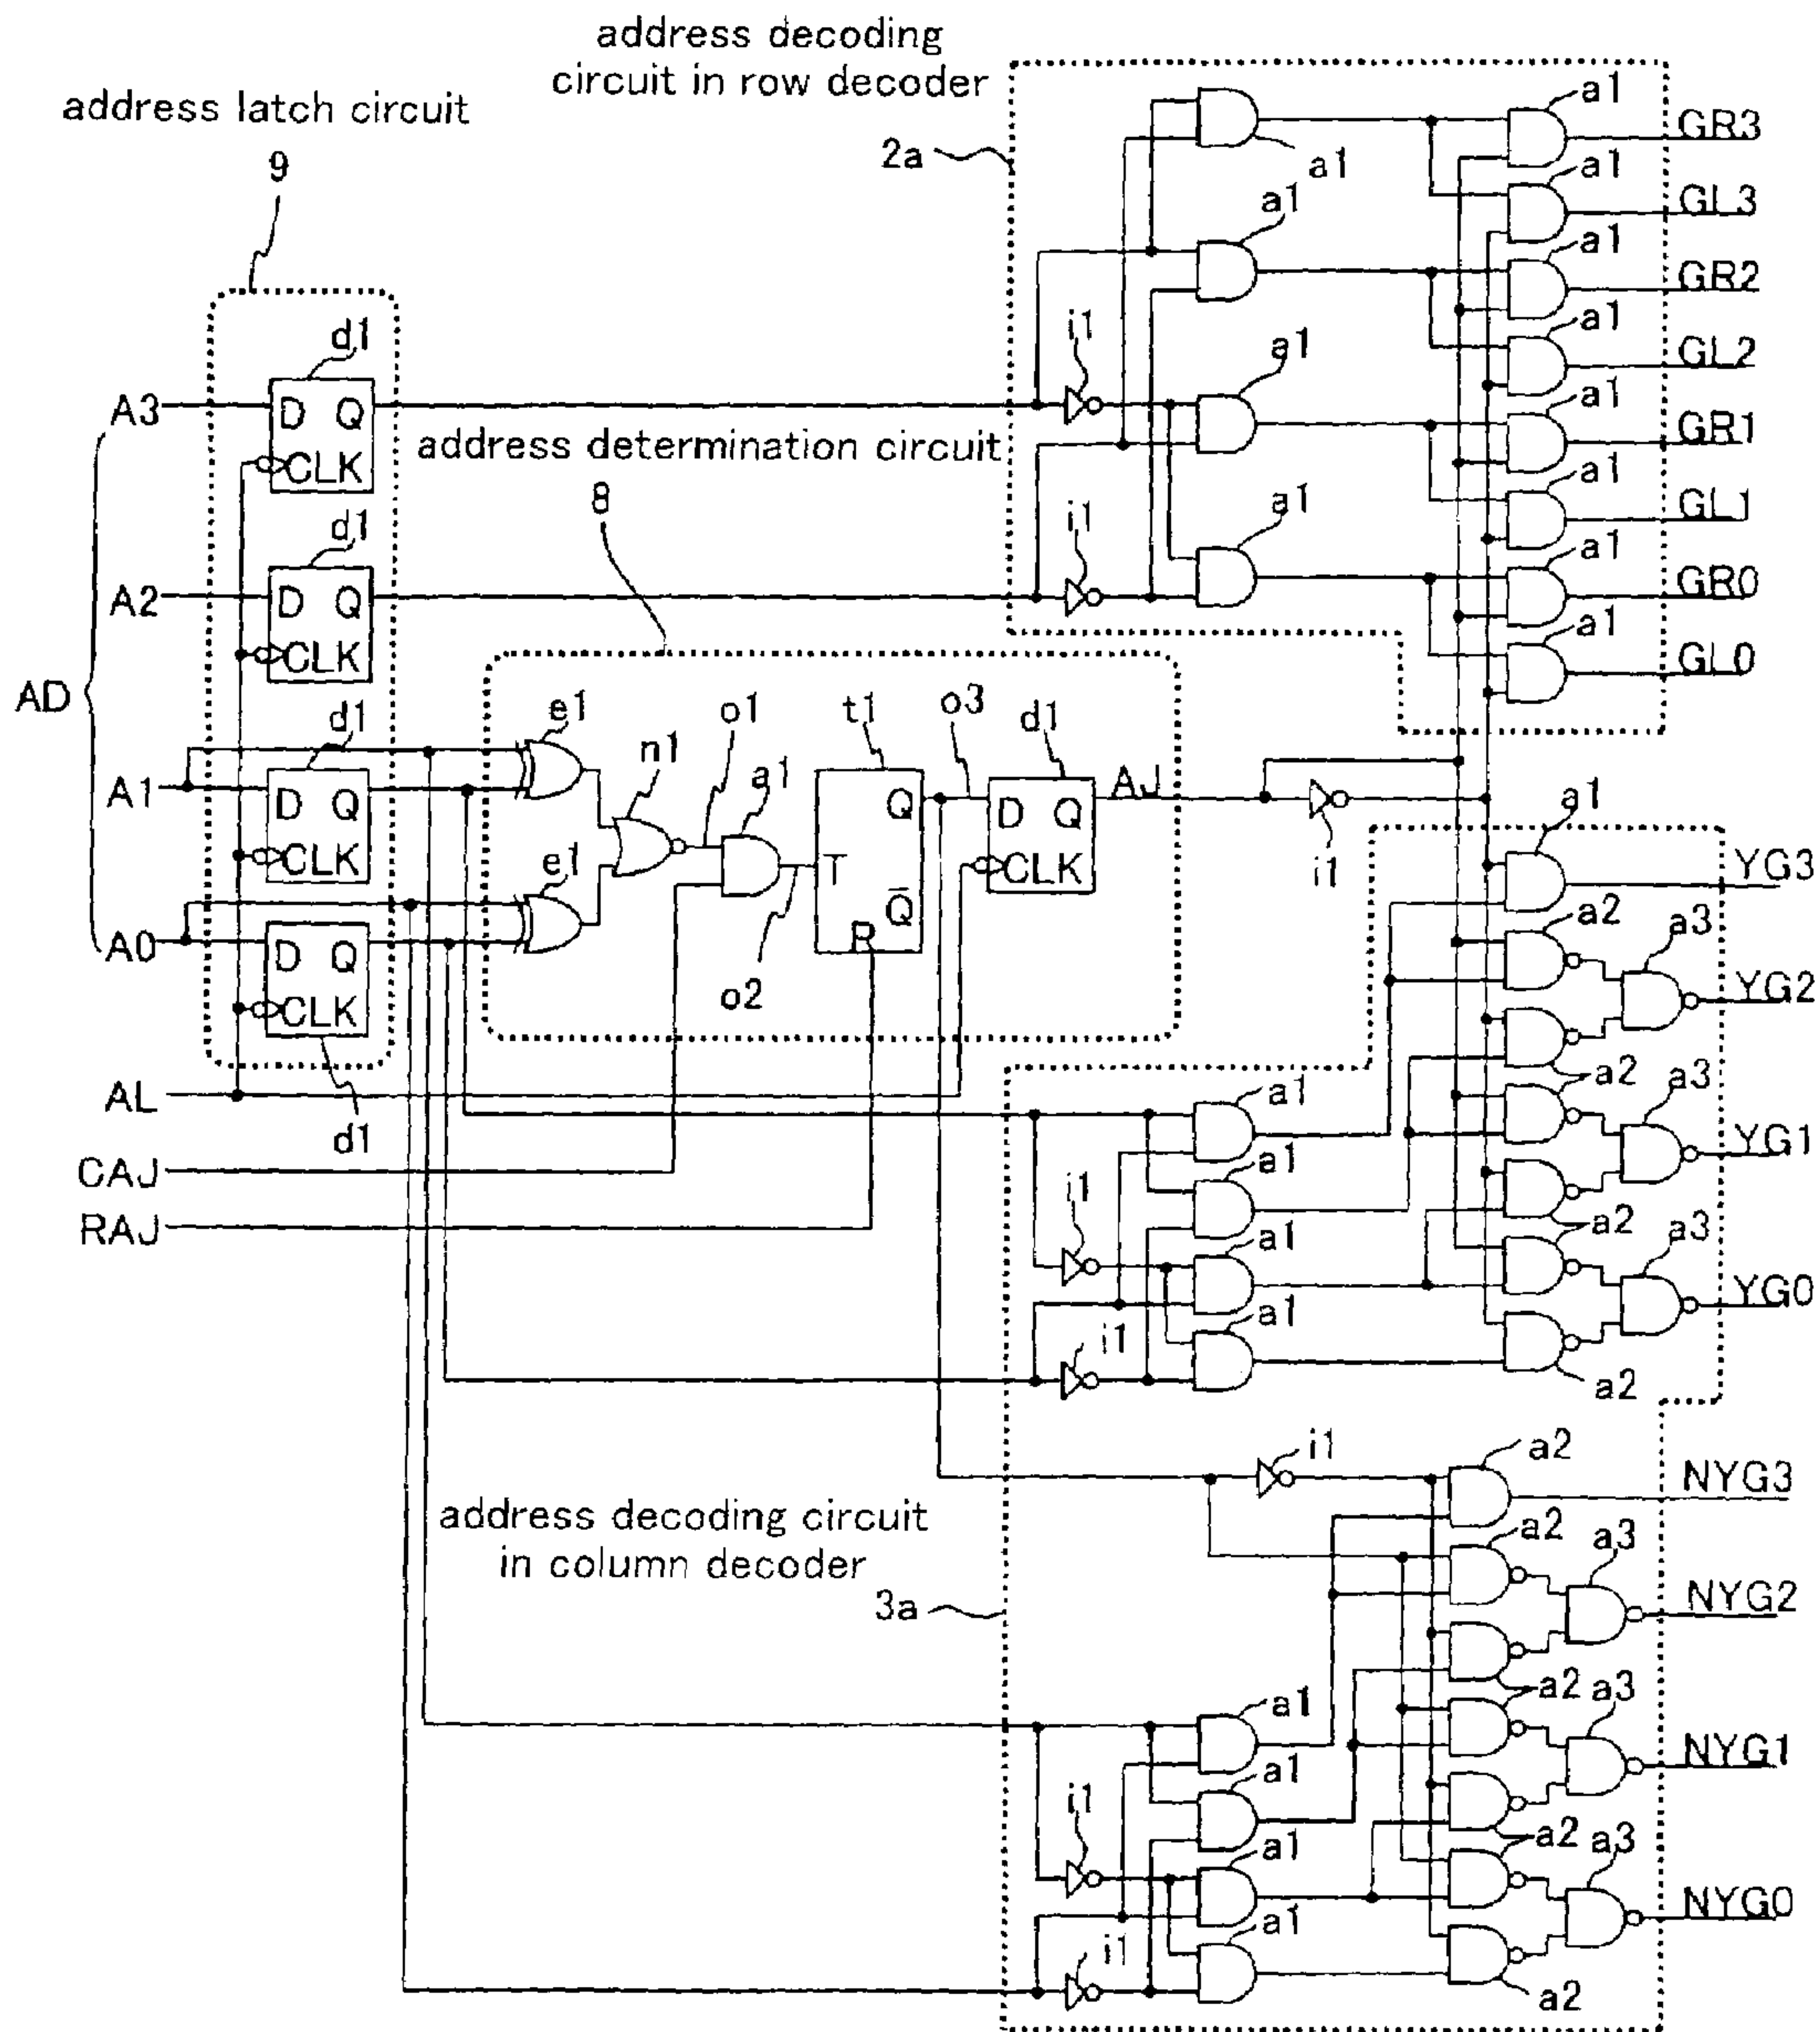 address decoding
circuit in row decoder
address latch circuit
9
2a
a1
GR3
a1
a1
GL3
a1
a1
GR2
a1
GL2
d1
i1
a1
a1
A3
D Q
CLK
address determination circuit
8
GR1
a1
GL1
d1
i1
a1
a1
A2
D Q
CLK
GR0
a1
GL0
AD
d1
e1
n1
o1
a1
t1
o3
d1
A1
D Q
CLK
Q
D Q
CLK
AJ
i1
a1
T
YG3
e1
Q̄
R
a2
a3
A0
D Q
CLK
o2
YG2
AL
d1
a1
a2
a3
CAJ
a1
YG1
RAJ
i1
a1
a2
a3
a1
YG0
i1
a2
i1
a2
NYG3
address decoding circuit
in column decoder
a2
a3
3a
NYG2
a1
a2
a3
i1
a1
NYG1
a1
a2
a3
a1
NYG0
i1
a2